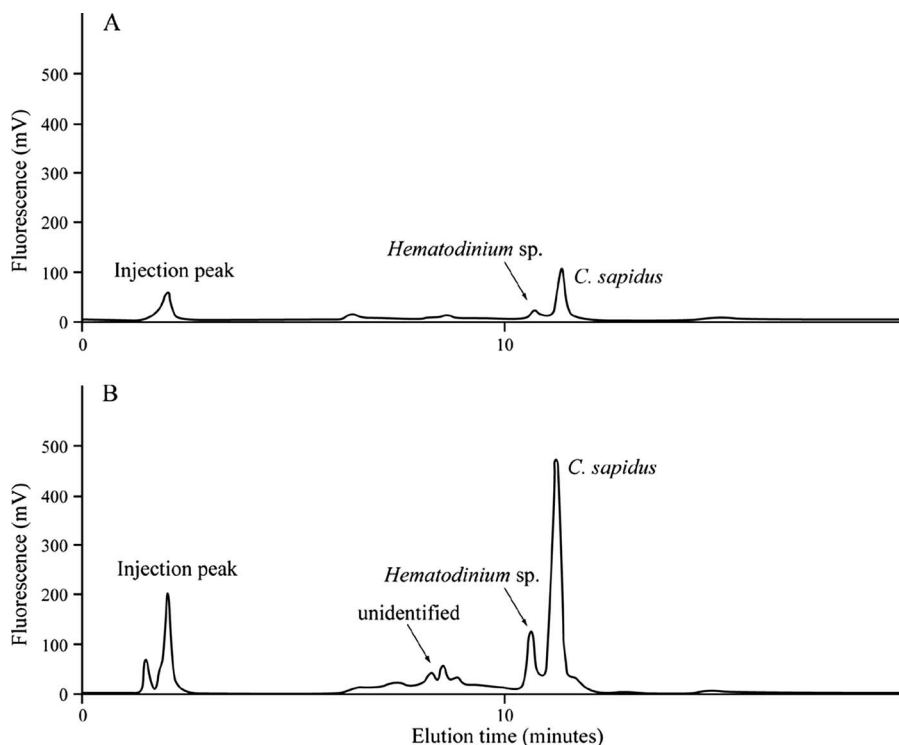 A
500
400
300
200
100
0
Fluorescence (mV)
Injection peak
Hematodinium sp.
C. sapidus
0
10
B
500
400
300
200
100
0
Fluorescence (mV)
C. sapidus
Injection peak
Hematodinium sp.
unidentified
0
10
Elution time (minutes)